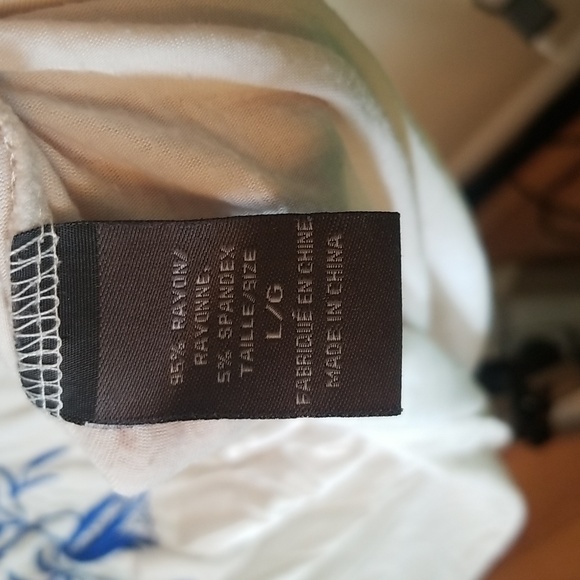 95% RAYON/
RAYONNE,
5% SPANDEX
TAILLE/SIZE
L/G
FABRIQUÉ EN CHINE
MADE IN CHINA